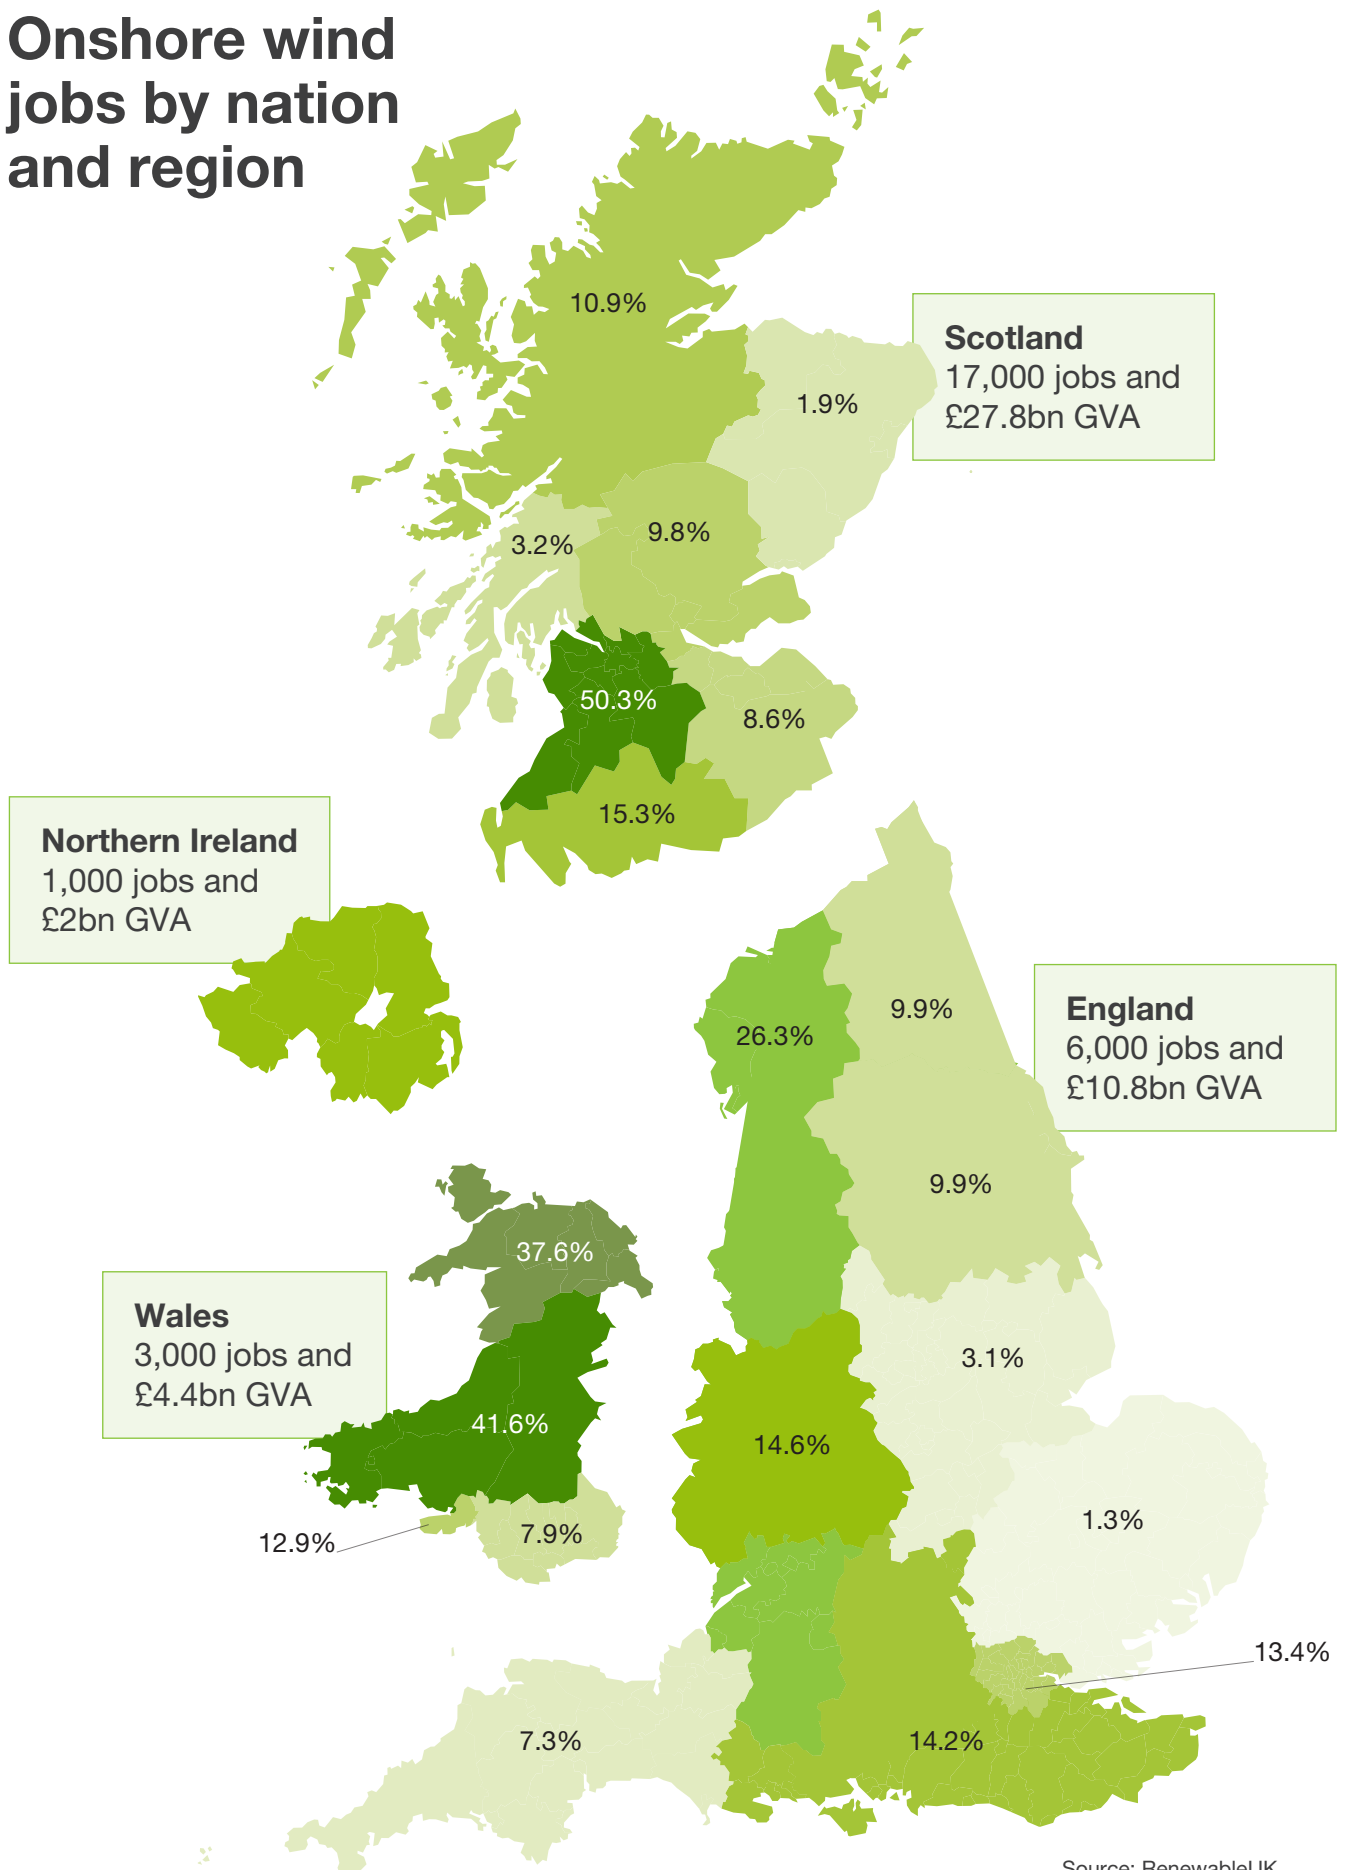 Onshore wind
jobs by nation
and region
10.9%
Scotland
17,000 jobs and
£27.8bn GVA
1.9%
9.8%
3.2%
50.3%
8.6%
15.3%
Northern Ireland
1,000 jobs and
£2bn GVA
England
6,000 jobs and
£10.8bn GVA
9.9%
26.3%
9.9%
37.6%
Wales
3,000 jobs and
£4.4bn GVA
3.1%
41.6%
14.6%
1.3%
12.9%
7.9%
13.4%
7.3%
14.2%
Source: RenewableUK